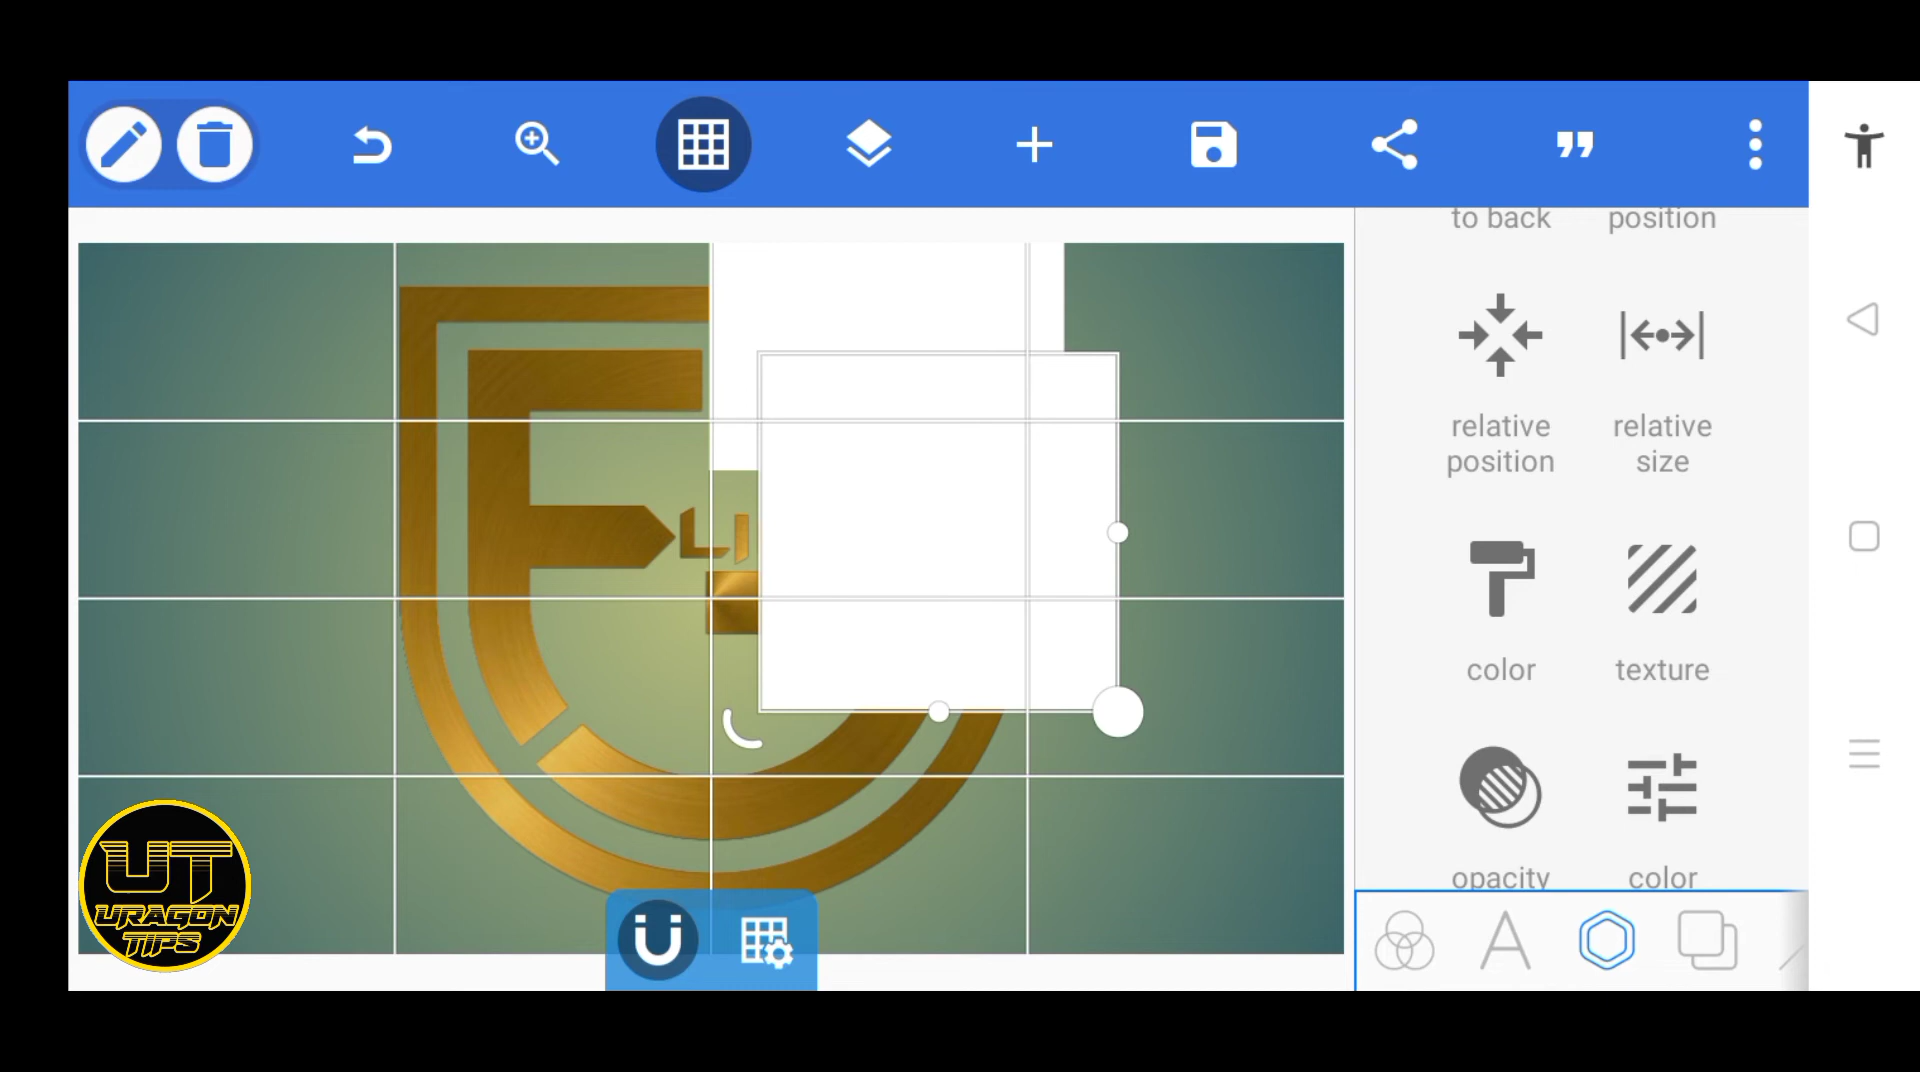 to back
position
relative
position
relative
size
color
texture
opacity
color
UT
URAGON
TIPS